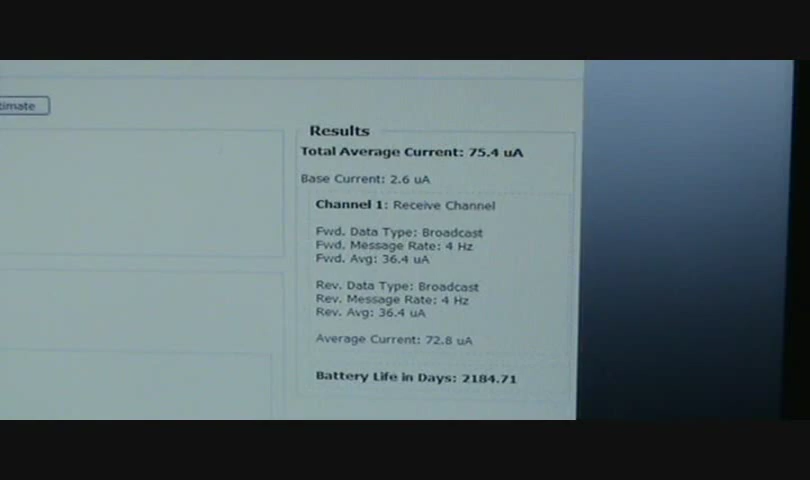 timate
Results
Total Average Current: 75.4 uA
Base Current: 2.6 uA
Channel 1: Receive Channel
Fwd. Data Type: Broadcast
Fwd. Message Rate: 4 Hz
Fwd. Avg: 36.4 uA
Rev. Data Type: Broadcast
Rev. Message Rate: 4 Hz
Rev. Avg: 36.4 uA
Average Current: 72.8 uA
Battery Life in Days: 2184.71